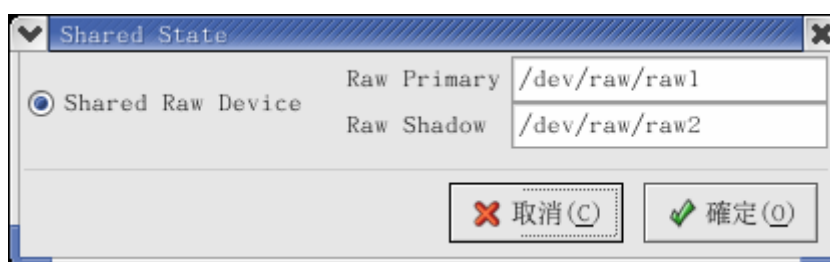 Shared State
Raw Primary /dev/raw/raw1
Shared Raw Device
Raw Shadow /dev/raw/raw2
取消(C) 確定(O)